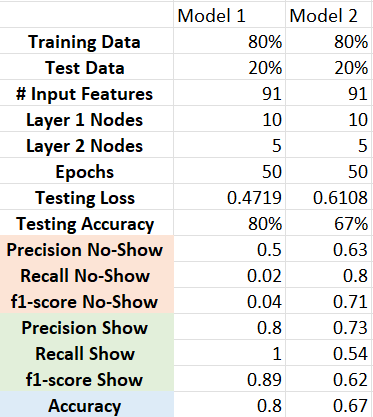 Model 1 Model 2
Training Data 80% 80%
Test Data 20% 20%
# Input Features 91 91
Layer 1 Nodes 10 10
Layer 2 Nodes 5 5
Epochs 50 50
Testing Loss 0.4719 0.6108
Testing Accuracy 80% 67%
Precision No-Show 0.5 0.63
Recall No-Show 0.02 0.8
f1-score No-Show 0.04 0.71
Precision Show 0.8 0.73
Recall Show 1 0.54
f1-score Show 0.89 0.62
Accuracy 0.8 0.67